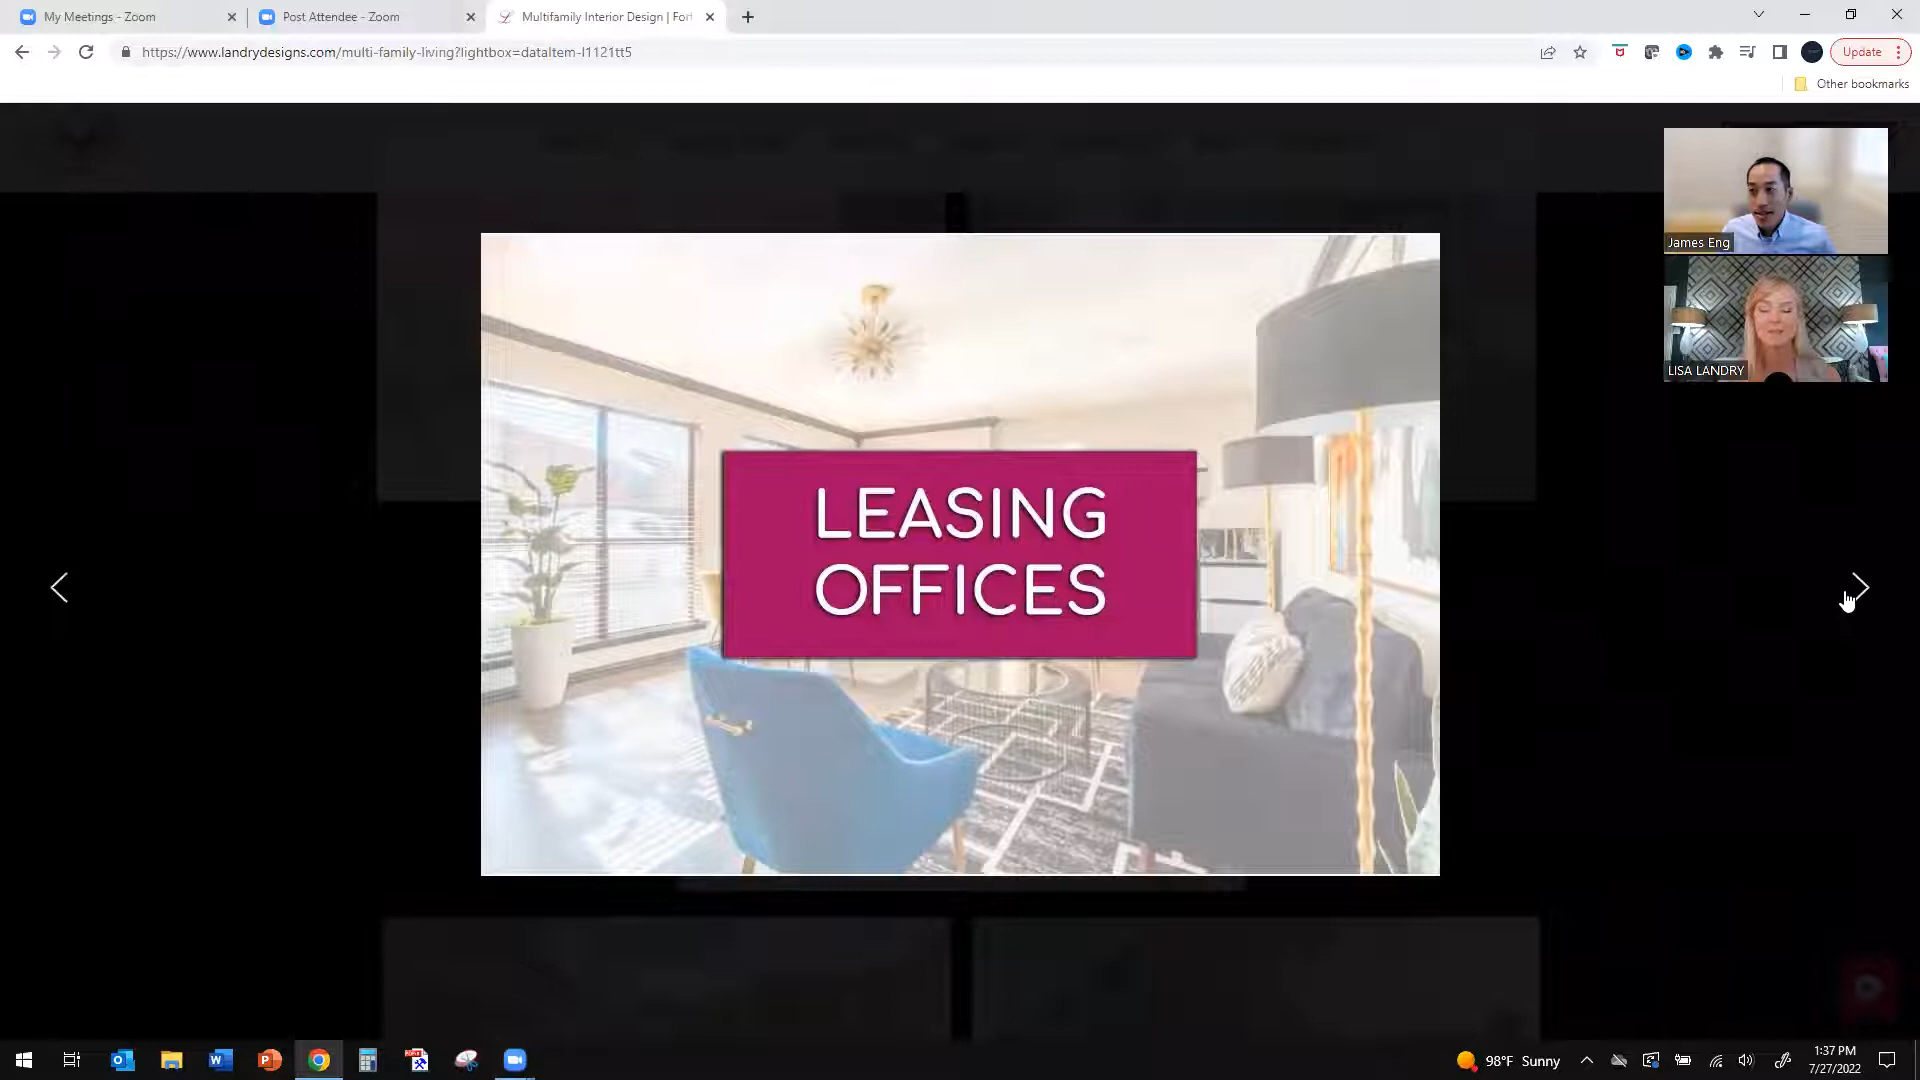 My Meetings - Zoom
Post Attendee - Zoom
Multifamily Interior Design | For
https://www.landrydesigns.com/multi-family-living?lightbox=dataItem-l1121tt5
Update
Other bookmarks
James Eng
LISA LANDRY
LEASING
OFFICES
98°F Sunny
1:37 PM
7/27/2022